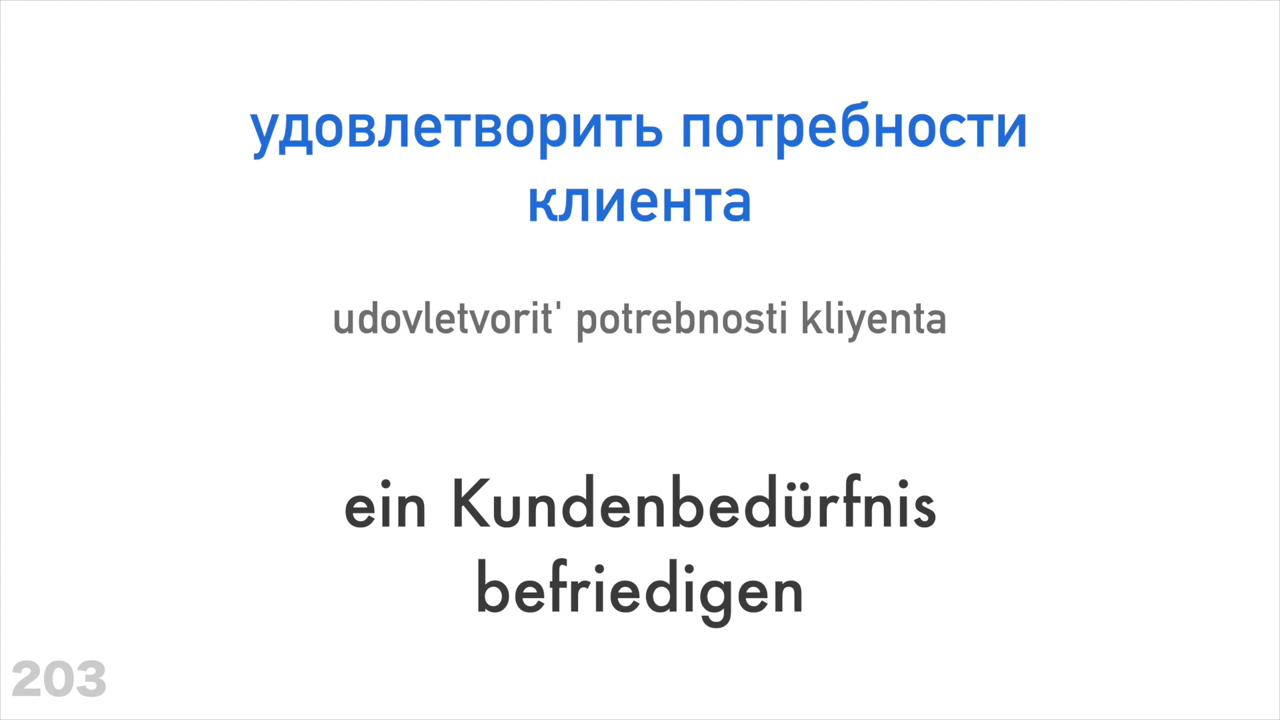 удовлетворить потребности
клиента
udovletvorit' potrebnosti kliyenta
ein Kundenbedürfnis
befriedigen
203